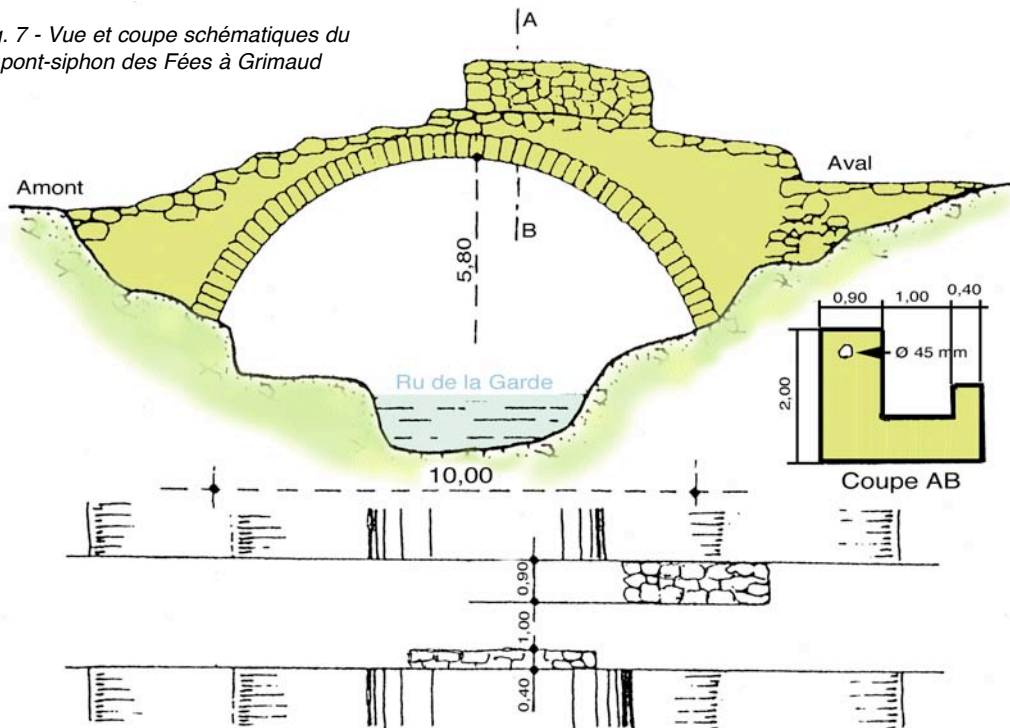 g. 7 - Vue et coupe schématiques du
pont-siphon des Fées à Grimaud
A
Amont
Aval
B
5,80
0,90
1,00
0,40
Ø 45 mm
2,00
Ru de la Garde
Coupe AB
10,00
0,90
1,00
0,40